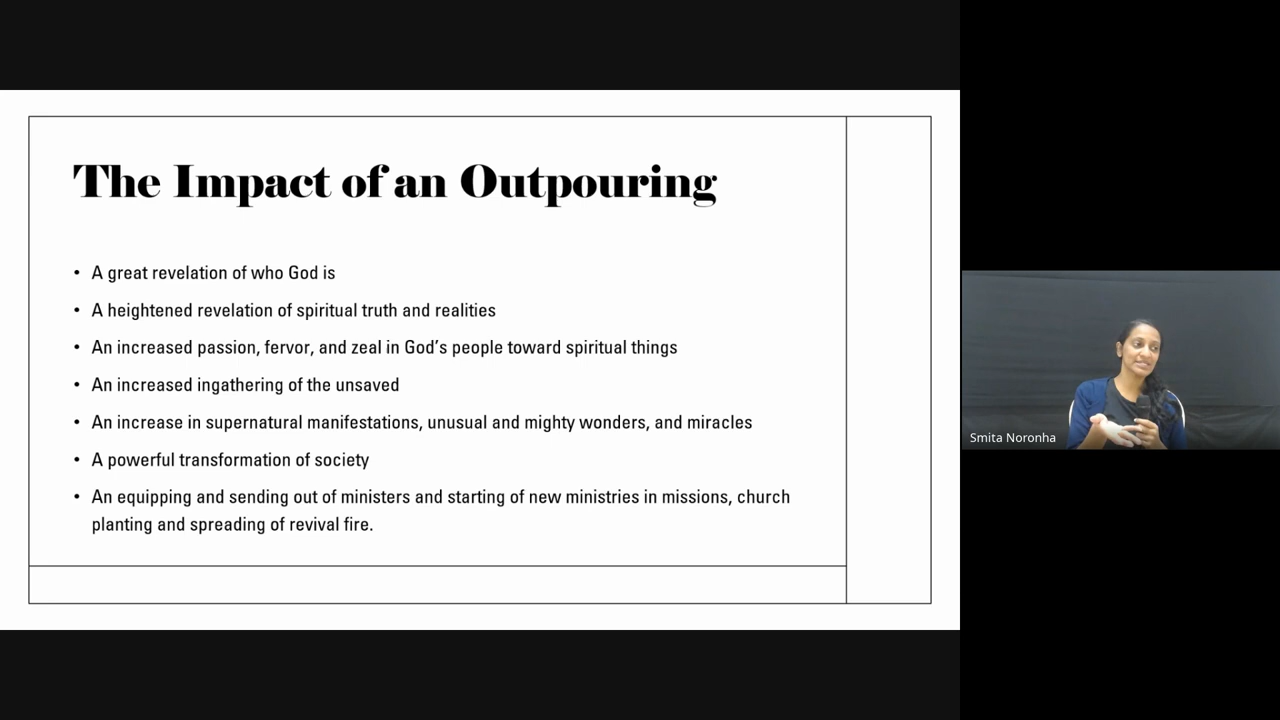 The Impact of an Outpouring
• A great revelation of who God is
• A heightened revelation of spiritual truth and realities
• An increased passion, fervor, and zeal in God's people toward spiritual things
• An increased ingathering of the unsaved
• An increase in supernatural manifestations, unusual and mighty wonders, and miracles
• A powerful transformation of society
• An equipping and sending out of ministers and starting of new ministries in missions, church
planting and spreading of revival fire.
Smita Noronha